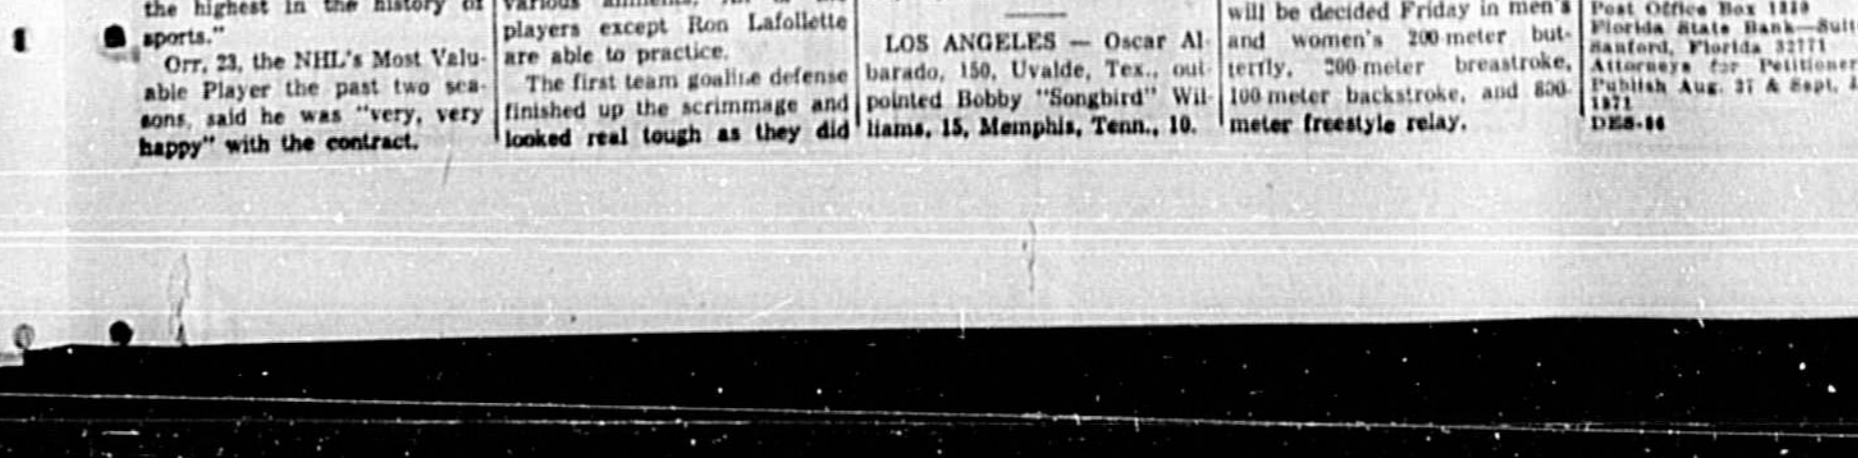 the highest in the history of
sports."
Orr, 23, the NHL's Most Valu-
able Player the past two sea-
sons, said he was "very, very
happy" with the contract.
players except Ron Lafollette
are able to practice.
The first team goaline defense
finished up the scrimmage and
looked real tough as they did
LOS ANGELES — Oscar Al-
barado, 150, Uvalde, Tex., out-
pointed Bobby "Songbird" Wil-
liams, 15, Memphis, Tenn., 10.
will be decided Friday in men's
and women's 200-meter but-
terfly, 200-meter breastroke,
100-meter backstroke, and 800-
meter freestyle relay.
Post Office Box 1818
Florida State Bank—Suit
Sanford, Florida 32771
Attorneys for Petitioner
Publish Aug. 27 & Sept.
1971
DES-